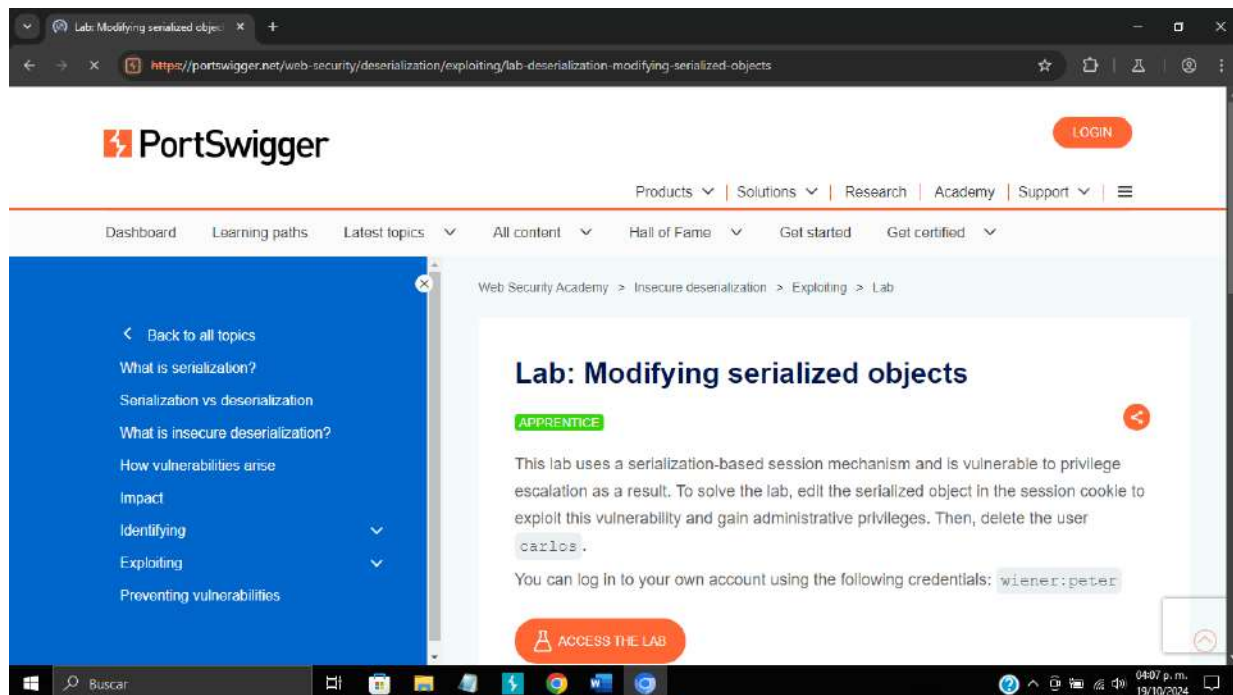 Lab: Modifying serialized objec
https://portswigger.net/web-security/deserialization/exploiting/lab-deserialization-modifying-serialized-objects
PortSwigger
LOGIN
Products Solutions Research Academy Support
Dashboard Learning paths Latest topics All content Hall of Fame Get started Get certified
Web Security Academy > Insecure deserialization > Exploiting > Lab
Back to all topics
What is serialization?
Serialization vs deserialization
What is insecure deserialization?
How vulnerabilities arise
Impact
Identifying
Exploiting
Preventing vulnerabilities
Lab: Modifying serialized objects
APPRENTICE
This lab uses a serialization-based session mechanism and is vulnerable to privilege
escalation as a result. To solve the lab, edit the serialized object in the session cookie to
exploit this vulnerability and gain administrative privileges. Then, delete the user
carlos.
You can log in to your own account using the following credentials: wiener:peter
ACCESS THE LAB
Buscar
04:07 p. m.
19/10/2024